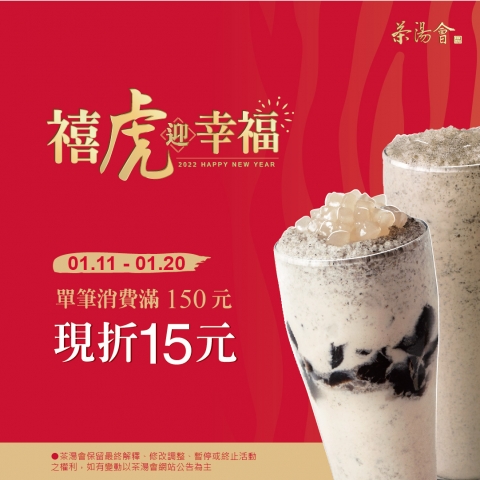 茶湯會
禧虎迎幸福
2022 HAPPY NEW YEAR
01.11 - 01.20
單筆消費滿 150 元
現折15元
●茶湯會保留最終解釋、修改調整、暫停或終止活動
之權利，如有變動以茶湯會網站公告為主